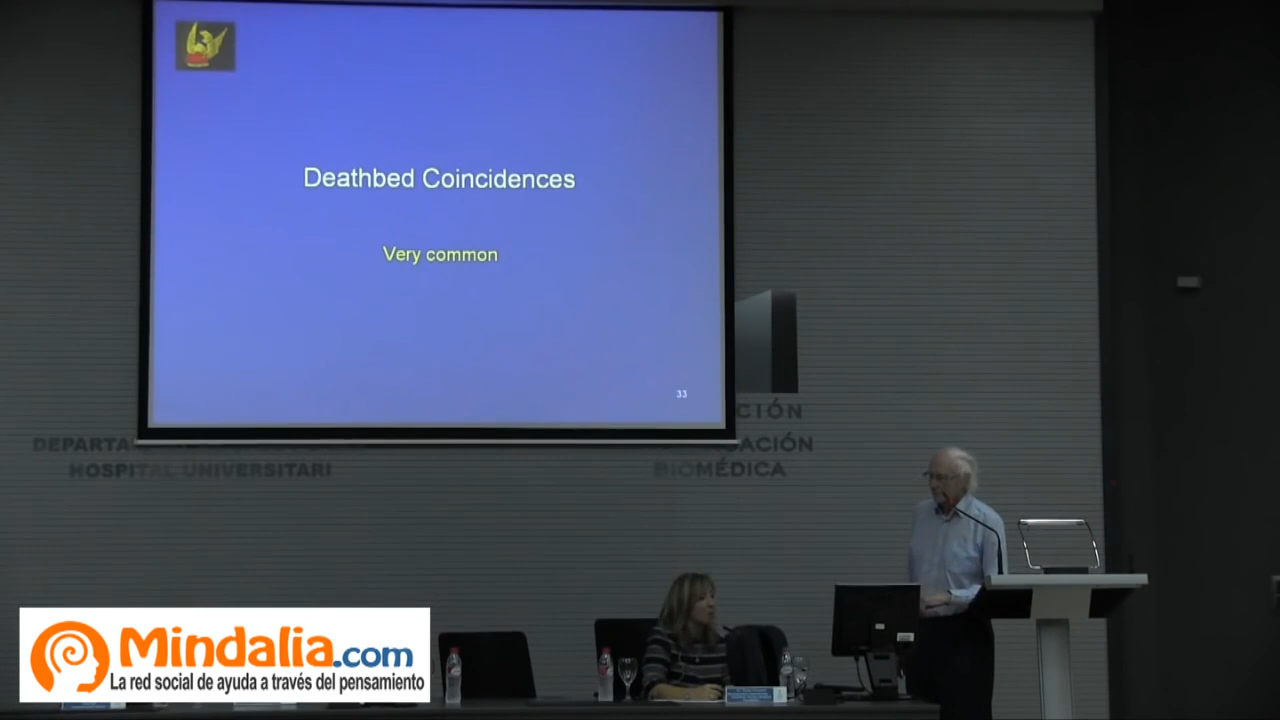 Deathbed Coincidences
Very common
33
CIÓN
DEPARTA
ACIÓN
HOSPITAL UNIVERSITARI
BIOMÉDICA
Mindalia.com
La red social de ayuda a través del pensamiento